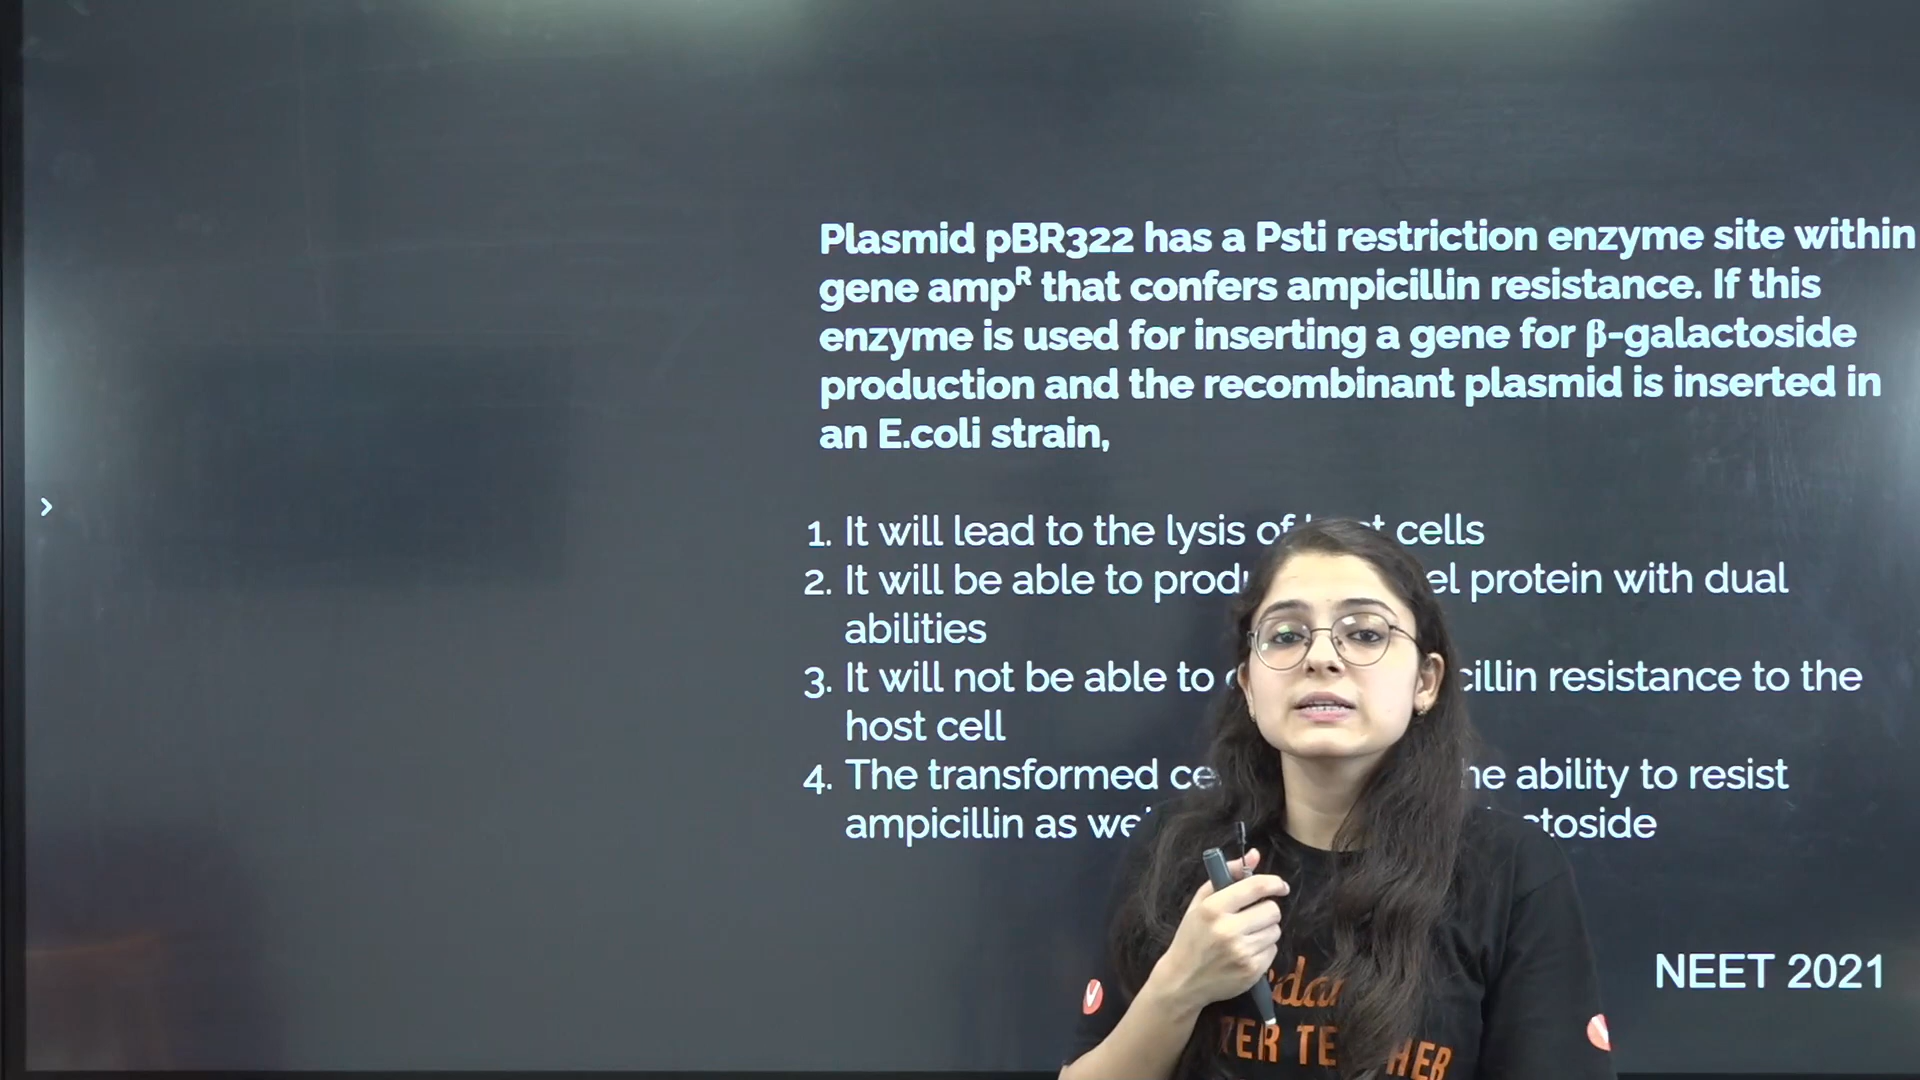 Plasmid pBR322 has a Psti restriction enzyme site within
gene ampᴿ that confers ampicillin resistance. If this
enzyme is used for inserting a gene for β-galactoside
production and the recombinant plasmid is inserted in
an E.coli strain,
1. It will lead to the lysis of cells
2. It will be able to protein with dual
abilities
3. It will not be able to resistance to the
host cell
4. The transformed ability to resist
ampicillin as
NEET 2021